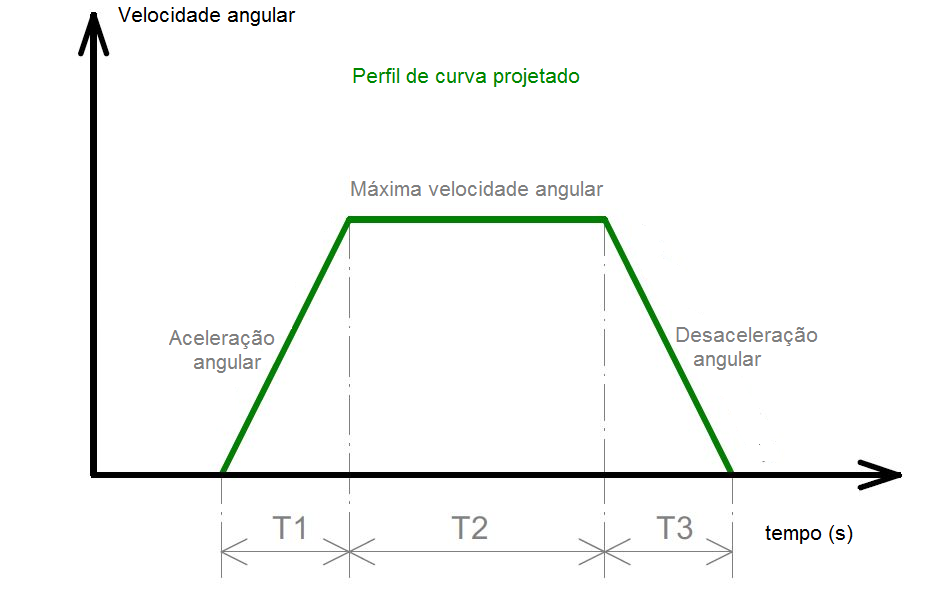 Velocidade angular
Perfil de curva projetado
Máxima velocidade angular
Aceleração
angular
Desaceleração
angular
T1
T2
T3
tempo (s)